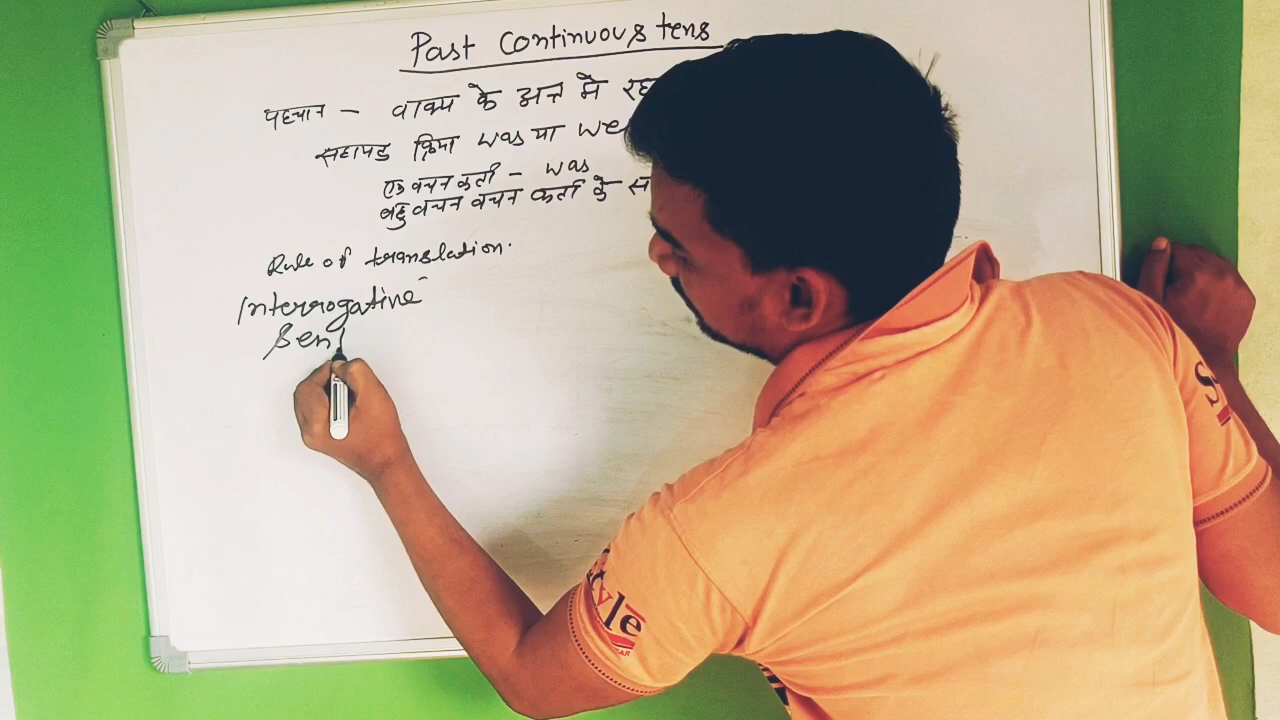 Past Continuous tens
पहचान - वाक्य के अन्त मे रहा
सहायक क्रिया was या we
एक वचन कर्ता - was
बहु वचन वचन कर्ता के स
Rule of translation.
Interrogative
Sen
Style